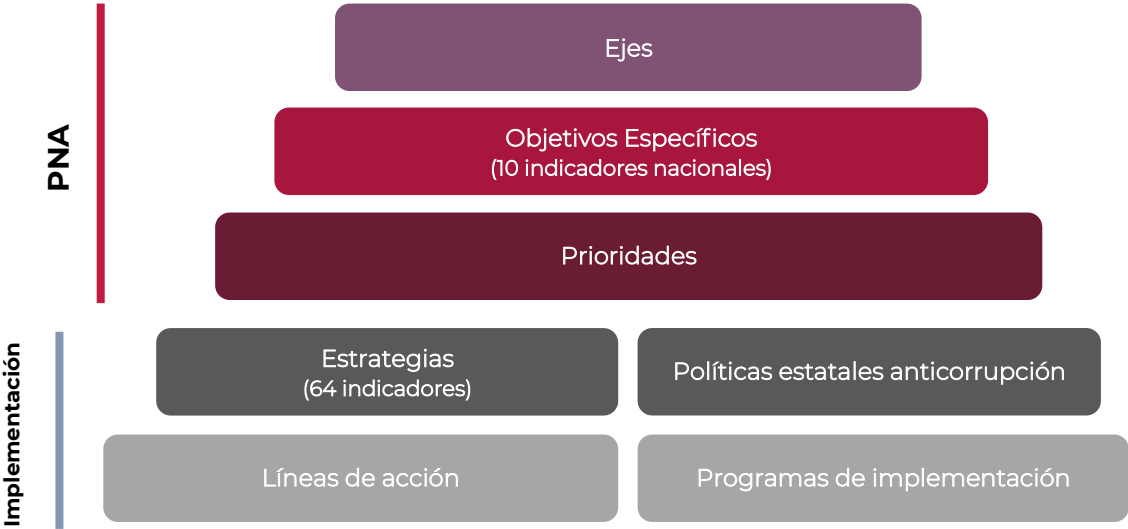 PNA
Ejes
Objetivos Específicos
(10 indicadores nacionales)
Prioridades
Implementación
Estrategias
(64 indicadores)
Políticas estatales anticorrupción
Líneas de acción
Programas de implementación